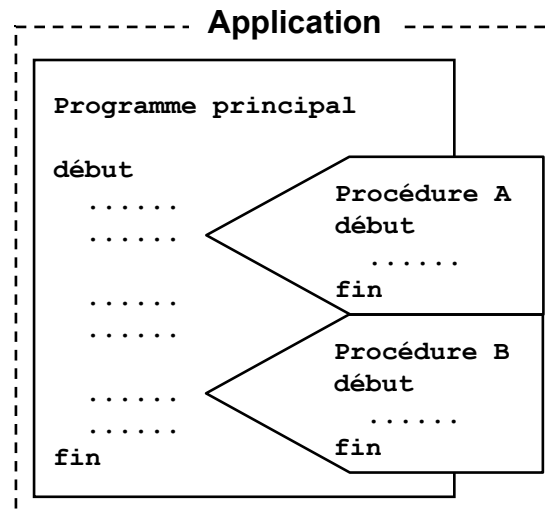 Application
Programme principal
début
......
......
......
......
......
......
fin
Procédure A
début
......
fin
Procédure B
début
......
fin